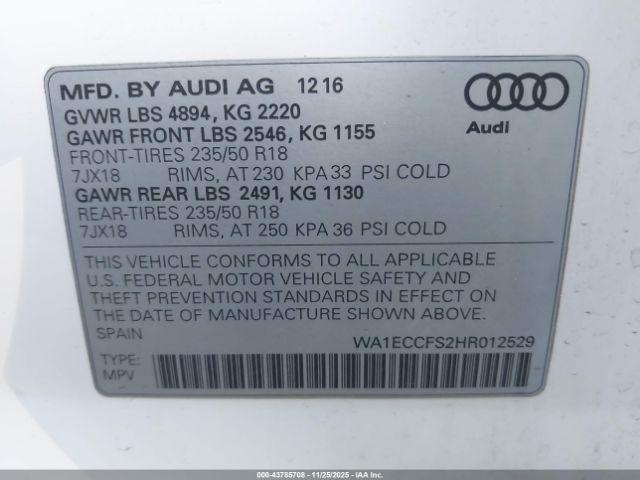 MFD. BY AUDI AG 12 16
GVWR LBS 4894, KG 2220
GAWR FRONT LBS 2546, KG 1155
FRONT-TIRES 235/50 R18
7JX18 RIMS, AT 230 KPA 33 PSI COLD
GAWR REAR LBS 2491, KG 1130
REAR-TIRES 235/50 R18
7JX18 RIMS, AT 250 KPA 36 PSI COLD
Audi
THIS VEHICLE CONFORMS TO ALL APPLICABLE
U.S. FEDERAL MOTOR VEHICLE SAFETY AND
THEFT PREVENTION STANDARDS IN EFFECT ON
THE DATE OF MANUFACTURE SHOWN ABOVE.
SPAIN WA1ECCFS2HR012529
TYPE:
MPV
000-43785708 - 11/25/2025 - IAAI.COM